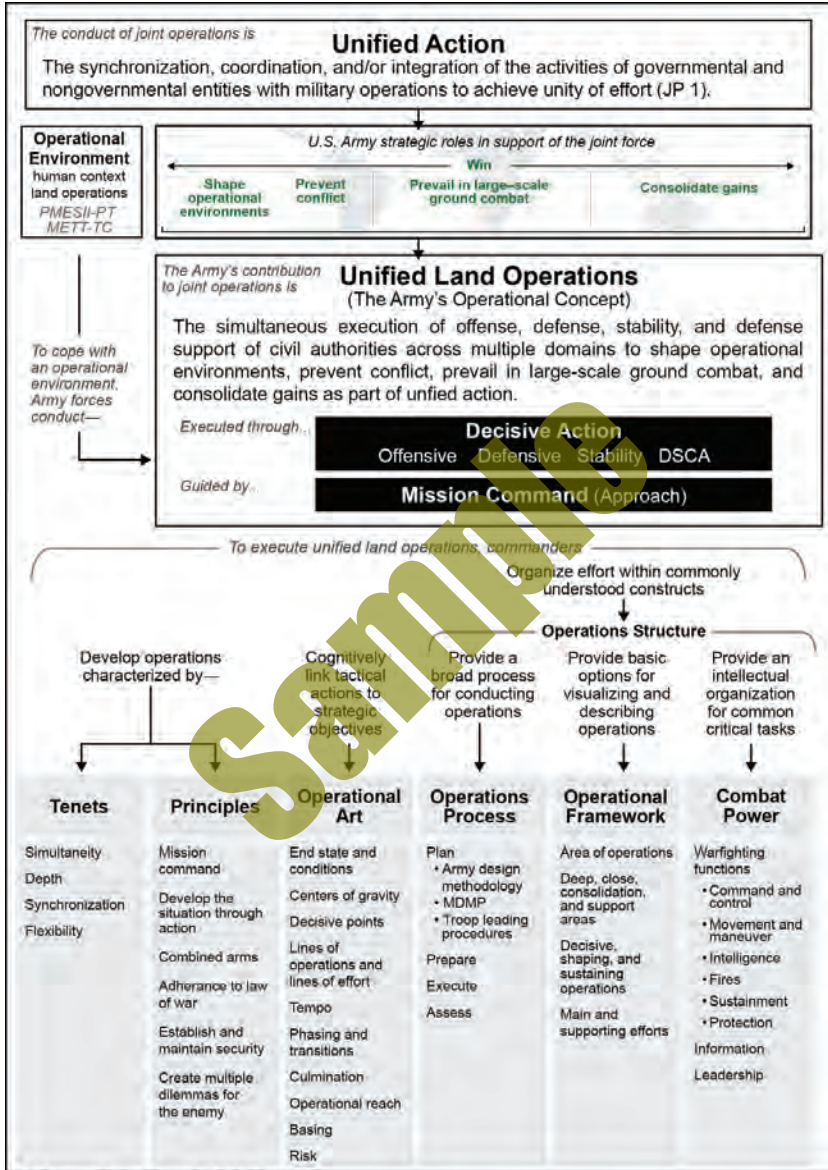 The conduct of joint operations is
Unified Action
The synchronization, coordination, and/or integration of the activities of governmental and
nongovernmental entities with military operations to achieve unity of effort (JP 1).
Operational
Environment
human context
land operations
PMESII-PT
METT-TC
U.S. Army strategic roles in support of the joint force
Win
Shape
operational
environments
Prevent
conflict
Prevail in large–scale
ground combat
Consolidate gains
The Army's contribution
to joint operations is
Unified Land Operations
(The Army's Operational Concept)
The simultaneous execution of offense, defense, stability, and defense
support of civil authorities across multiple domains to shape operational
environments, prevent conflict, prevail in large-scale ground combat, and
consolidate gains as part of unfied action.
To cope with
an operational
environment,
Army forces
conduct—
Executed through...
Decisive Action
Offensive Defensive Stability DSCA
Guided by...
Mission Command (Approach)
To execute unified land operations, commanders
Organize effort within commonly
understood constructs
Operations Structure
Develop operations
characterized by—
Cognitively
link tactical
actions to
strategic
objectives
Provide a
broad process
for conducting
operations
Provide basic
options for
visualizing and
describing
operations
Provide an
intellectual
organization
for common
critical tasks
Tenets
Simultaneity
Depth
Synchronization
Flexibility
Principles
Mission
command
Develop the
situation through
action
Combined arms
Adherance to law
of war
Establish and
maintain security
Create multiple
dilemmas for
the enemy
Operational
Art
End state and
conditions
Centers of gravity
Decisive points
Lines of
operations and
lines of effort
Tempo
Phasing and
transitions
Culmination
Operational reach
Basing
Risk
Operations
Process
Plan
• Army design
methodology
• MDMP
• Troop leading
procedures
Prepare
Execute
Assess
Operational
Framework
Area of operations
Deep, close,
consolidation,
and support
areas
Decisive,
shaping, and
sustaining
operations
Main and
supporting efforts
Combat
Power
Warfighting
functions
• Command and
control
• Movement and
maneuver
• Intelligence
• Fires
• Sustainment
• Protection
Information
Leadership
Sample